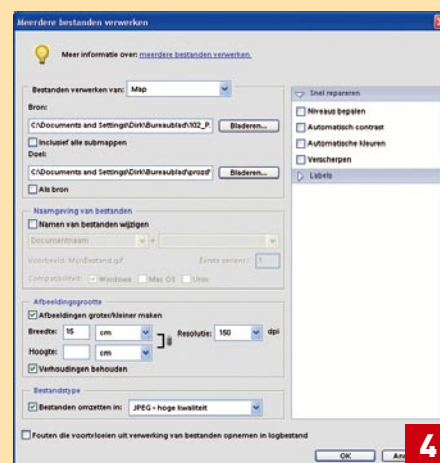 Meerdere bestanden verwerken
Meer informatie over: meerdere bestanden verwerken.
Bestanden verwerken van: Map
Bron:
C:\Documents and Settings\Dirk\Bureaublad\102_P. Bladeren...
Inclusief alle submappen
Doel:
C:\Documents and Settings\Dirk\Bureaublad\prozd' Bladeren...
Als bron
Naamgeving van bestanden
Namen van bestanden wijzigen
Documentnaam +
Voorbeeld: MijnBestand.gif Eerste serienr.: 1
Compatibiliteit: Windows Mac OS Unix
Afbeeldingsgrootte
Afbeeldingen groter/kleiner maken
Breedte: 15 cm Resolutie: 150 dpi
Hoogte: cm
Verhoudingen behouden
Bestandstype
Bestanden omzetten in: JPEG - hoge kwaliteit
Fouten die voortvloeien uit verwerking van bestanden opnemen in logbestand
Snel repareren
Niveaus bepalen
Automatisch contrast
Automatische kleuren
Verscherpen
Labels
OK
4